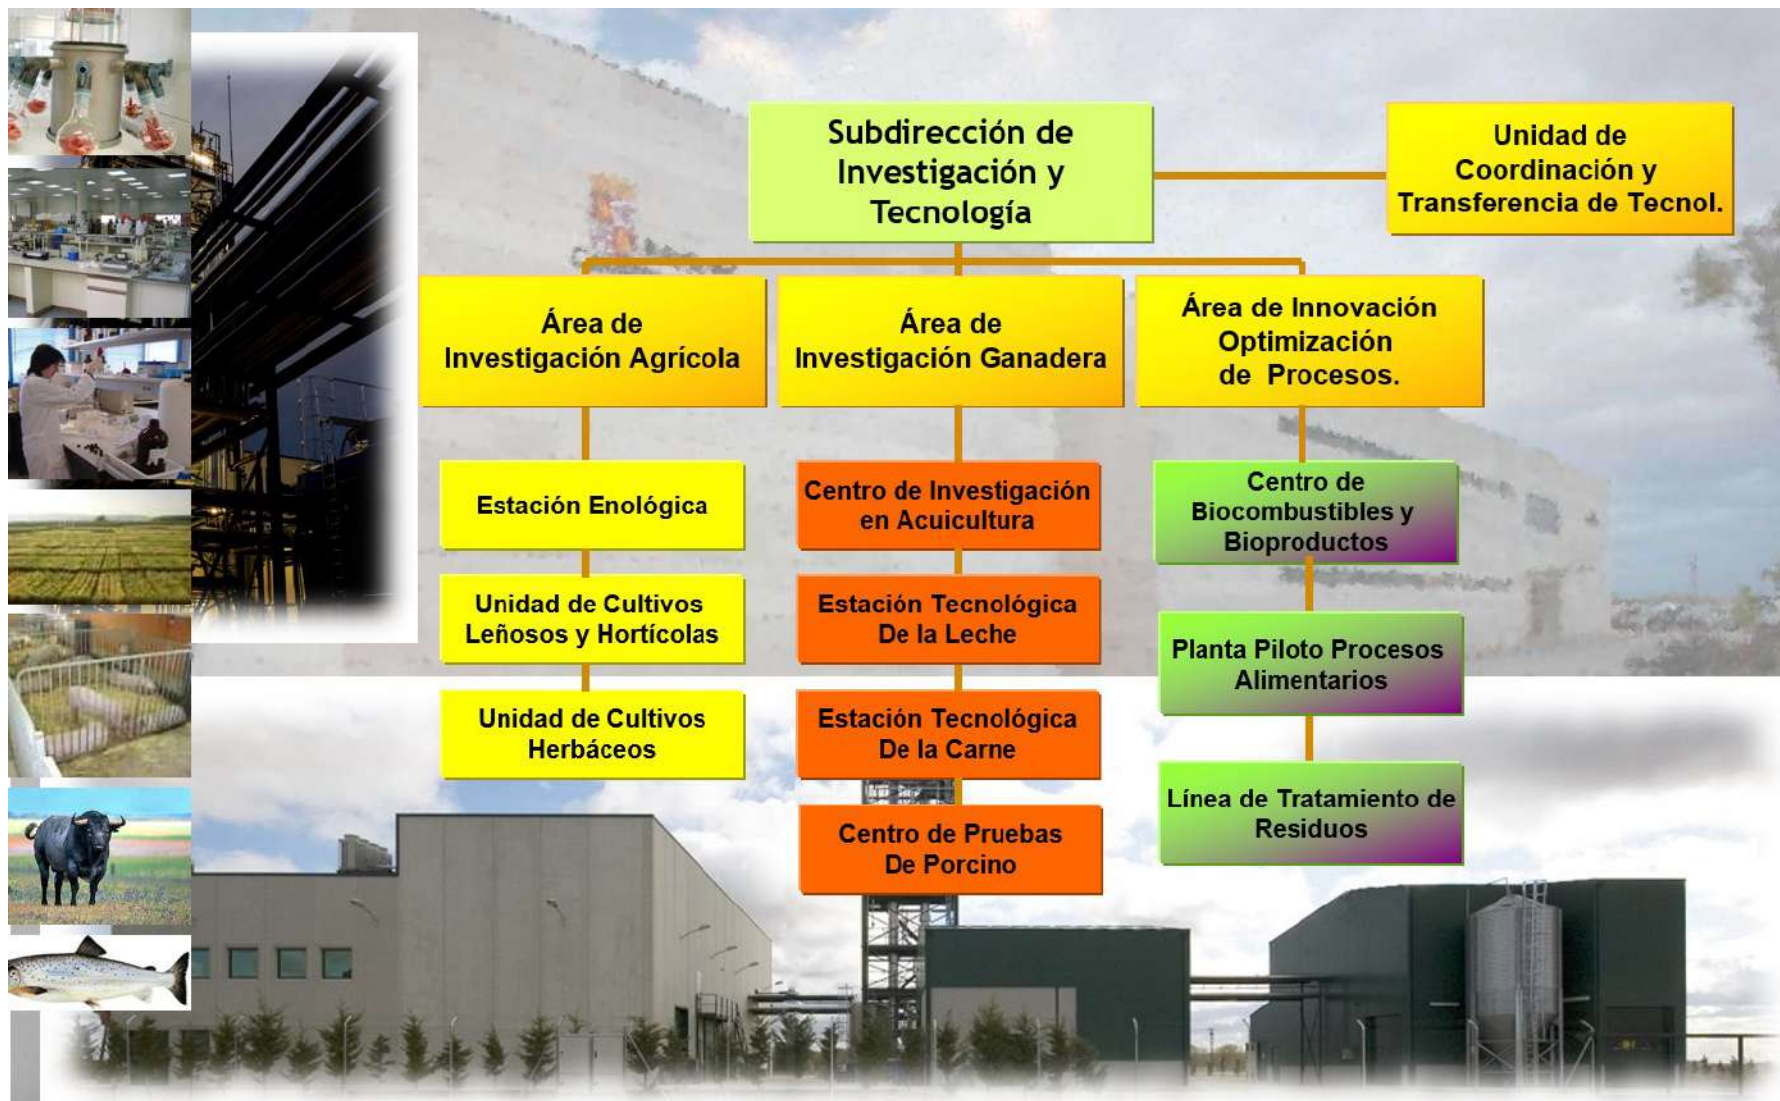 Subdirección de
Investigación y
Tecnología
Unidad de
Coordinación y
Transferencia de Tecnol.
Área de
Investigación Agrícola
Área de
Investigación Ganadera
Área de Innovación
Optimización
de Procesos.
Estación Enológica
Unidad de Cultivos
Leñosos y Hortícolas
Unidad de Cultivos
Herbáceos
Centro de Investigación
en Acuicultura
Estación Tecnológica
De la Leche
Estación Tecnológica
De la Carne
Centro de Pruebas
De Porcino
Centro de
Biocombustibles y
Bioproductos
Planta Piloto Procesos
Alimentarios
Línea de Tratamiento de
Residuos